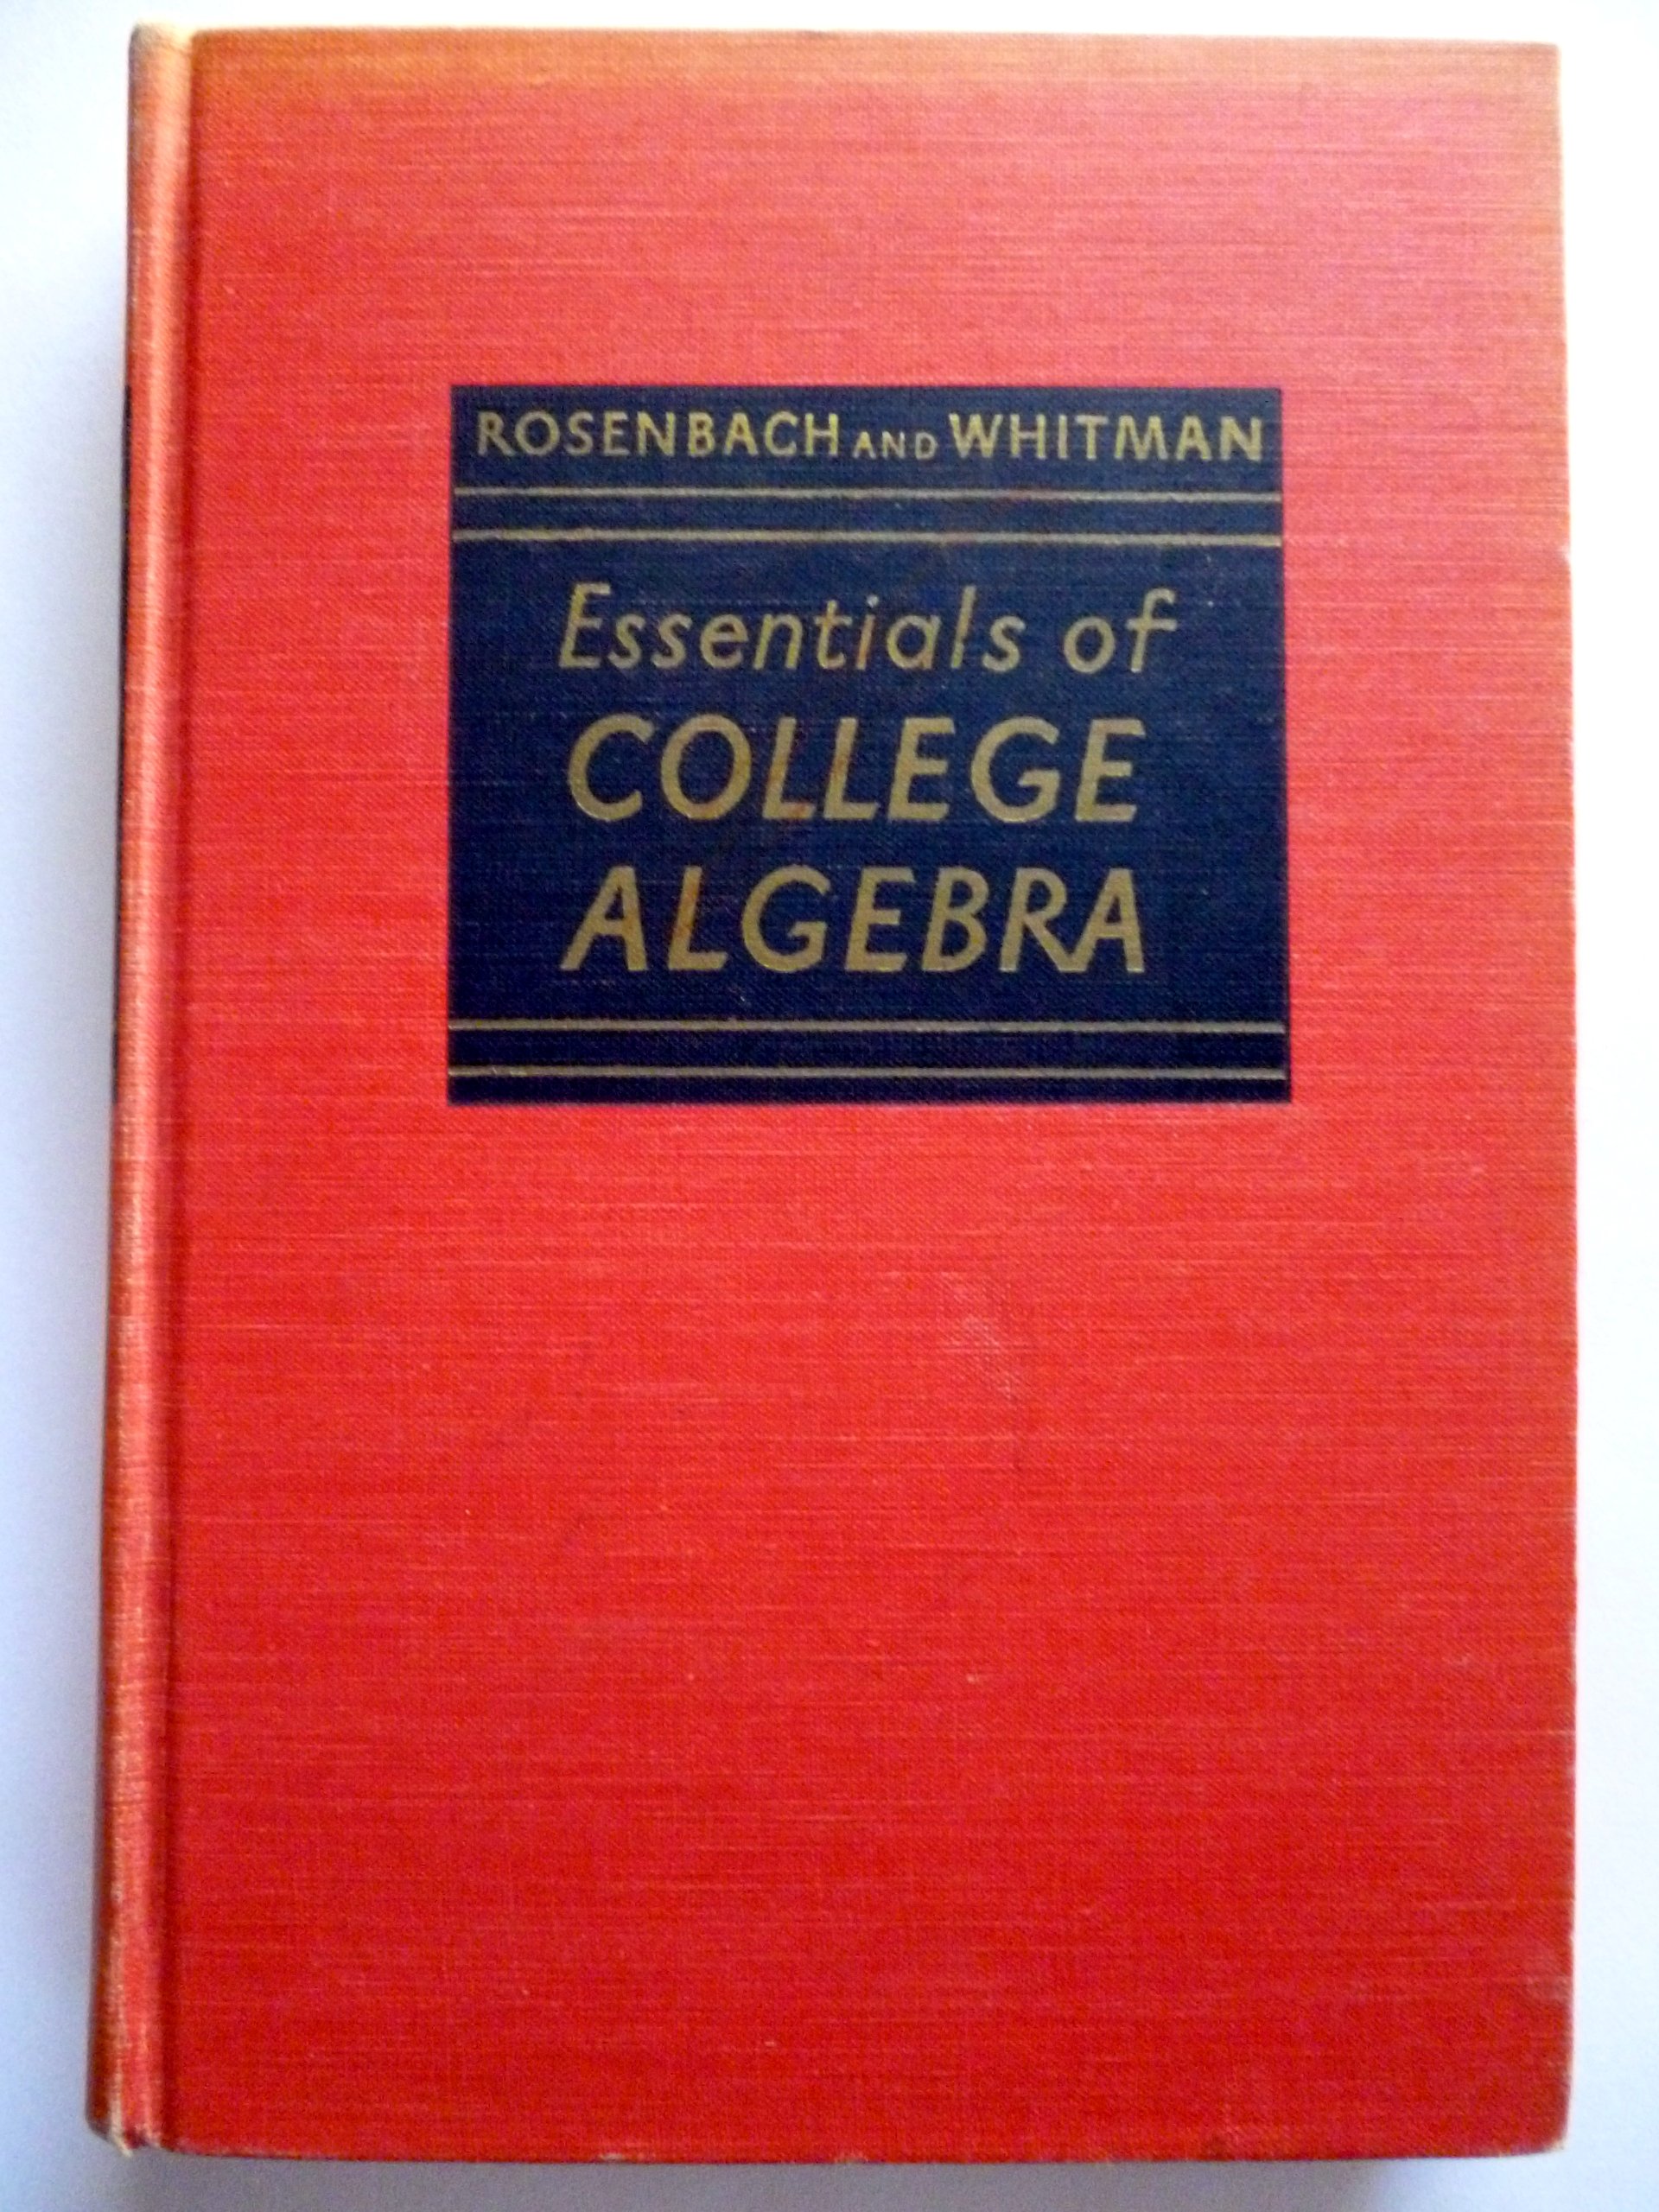 ROSENBACH AND WHITMAN
Essentials of
COLLEGE
ALGEBRA